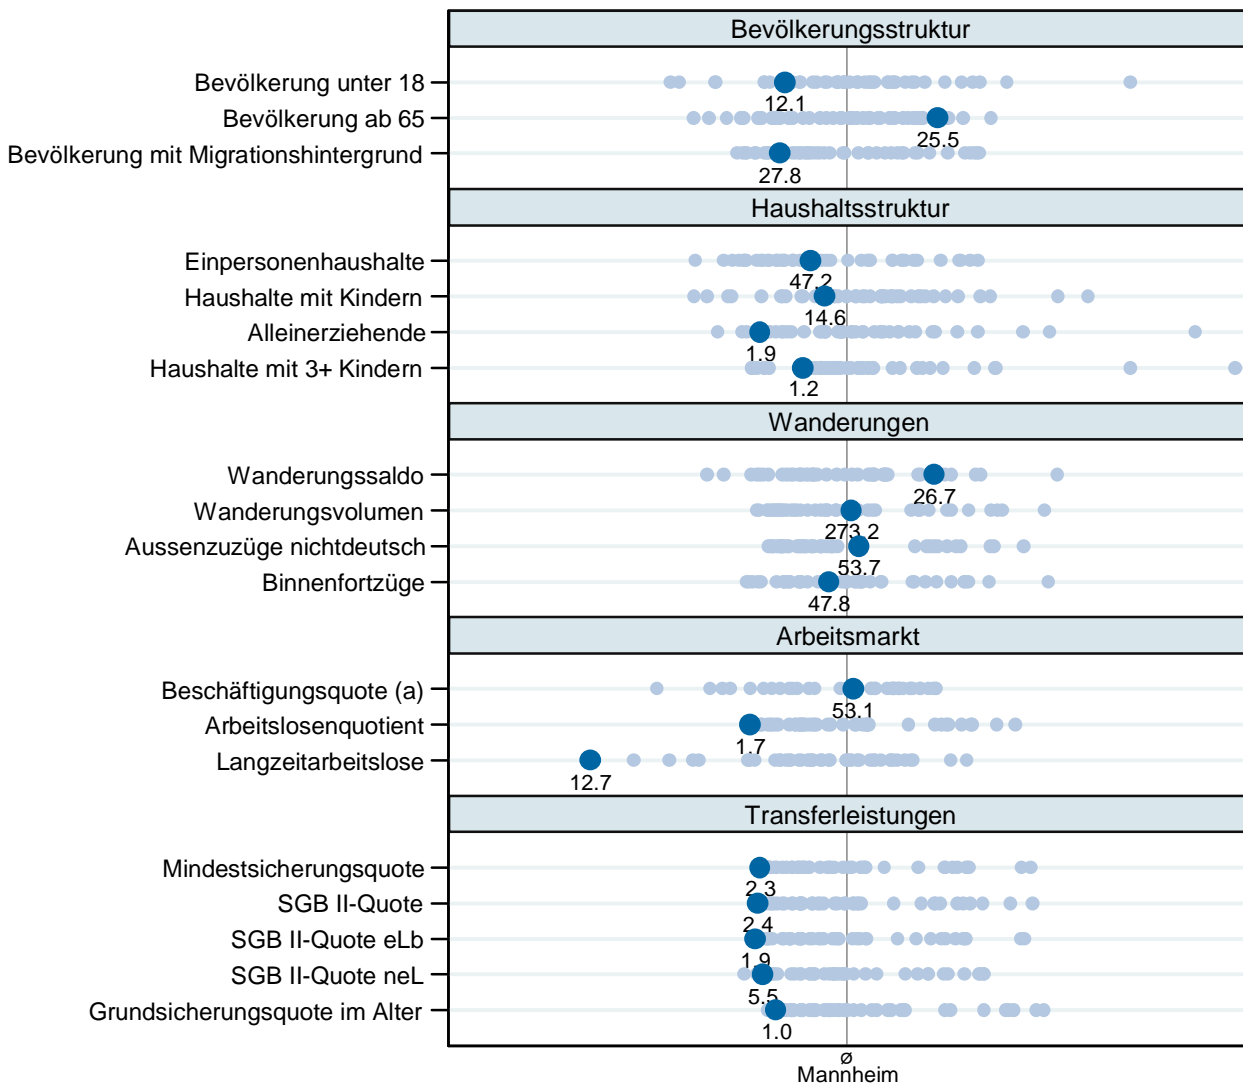 Bevölkerungsstruktur
Bevölkerung unter 18
12.1
Bevölkerung ab 65
25.5
Bevölkerung mit Migrationshintergrund
27.8
Haushaltsstruktur
Einpersonenhaushalte
47.2
Haushalte mit Kindern
14.6
Alleinerziehende
1.9
Haushalte mit 3+ Kindern
1.2
Wanderungen
Wanderungssaldo
26.7
Wanderungsvolumen
273.2
Aussenzuzüge nichtdeutsch
53.7
Binnenfortzüge
47.8
Arbeitsmarkt
Beschäftigungsquote (a)
53.1
Arbeitslosenquotient
1.7
Langzeitarbeitslose
12.7
Transferleistungen
Mindestsicherungsquote
2.3
SGB II-Quote
2.4
SGB II-Quote eLb
1.9
SGB II-Quote neL
5.5
Grundsicherungsquote im Alter
1.0
ø
Mannheim